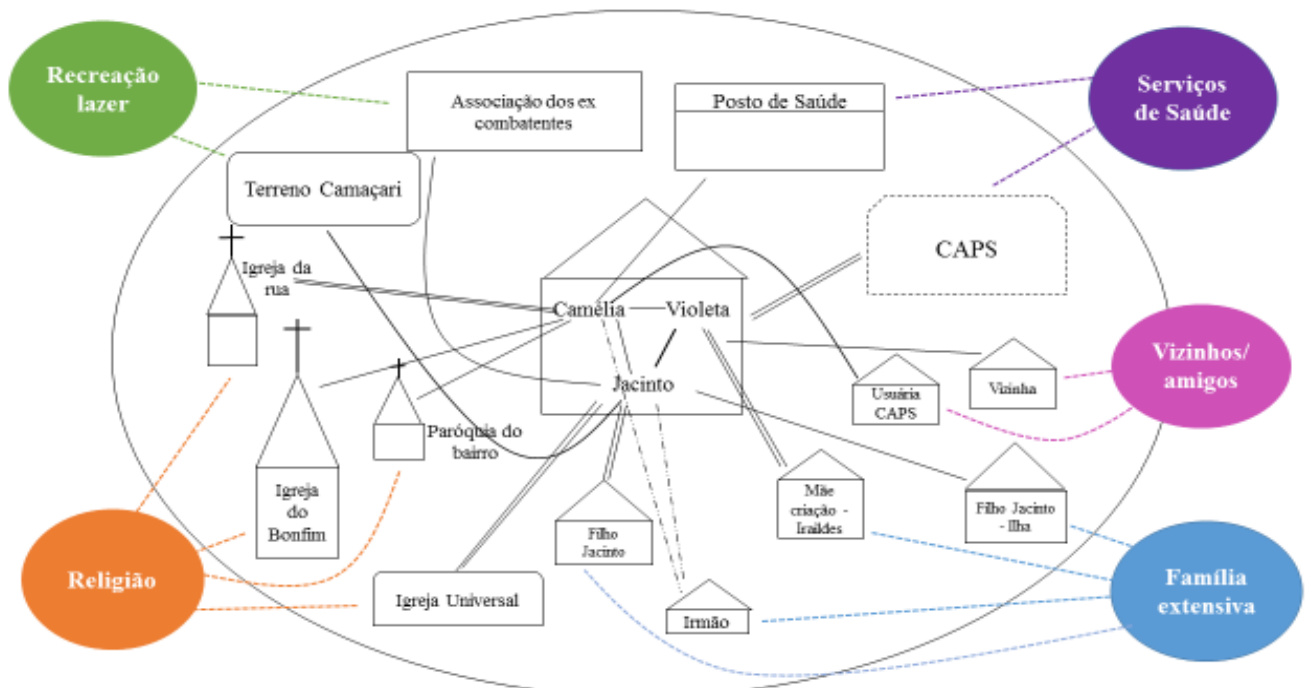 Recreação
lazer
Associação dos ex
combatentes
Posto de Saúde
Serviços
de Saúde
Terreno Camaçari
CAPS
Igreja da
rua
Camélia
Violeta
Jacinto
Vizinhos/
amigos
Vizinha
Usuária
CAPS
Paróquia do
bairro
Igreja
do
Bonfim
Mãe
criação -
Iraildes
Filho Jacinto
- Ilha
Filho
Jacinto
Religião
Igreja Universal
Irmão
Família
extensiva